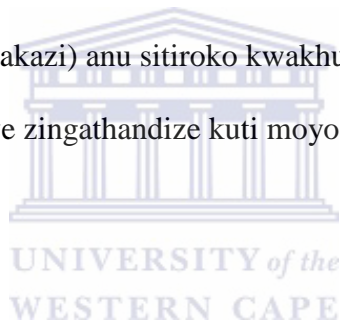 akazi) anu sitiroko kwakhu
e zingathandize kuti moyo
UNIVERSITY of the
WESTERN CAPE